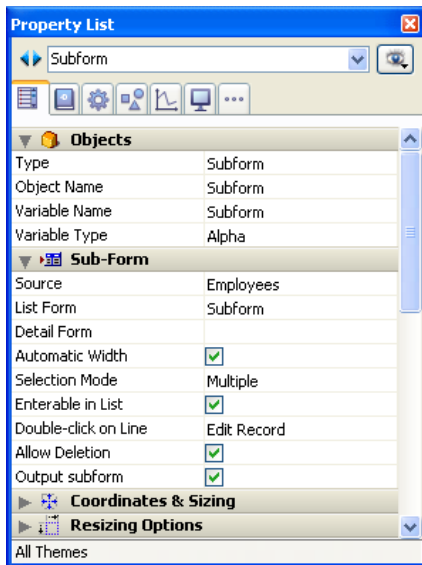 Property List
Subform
Objects
Type Subform
Object Name Subform
Variable Name Subform
Variable Type Alpha
Sub-Form
Source Employees
List Form Subform
Detail Form
Automatic Width
Selection Mode Multiple
Enterable in List
Double-click on Line Edit Record
Allow Deletion
Output subform
Coordinates & Sizing
Resizing Options
All Themes